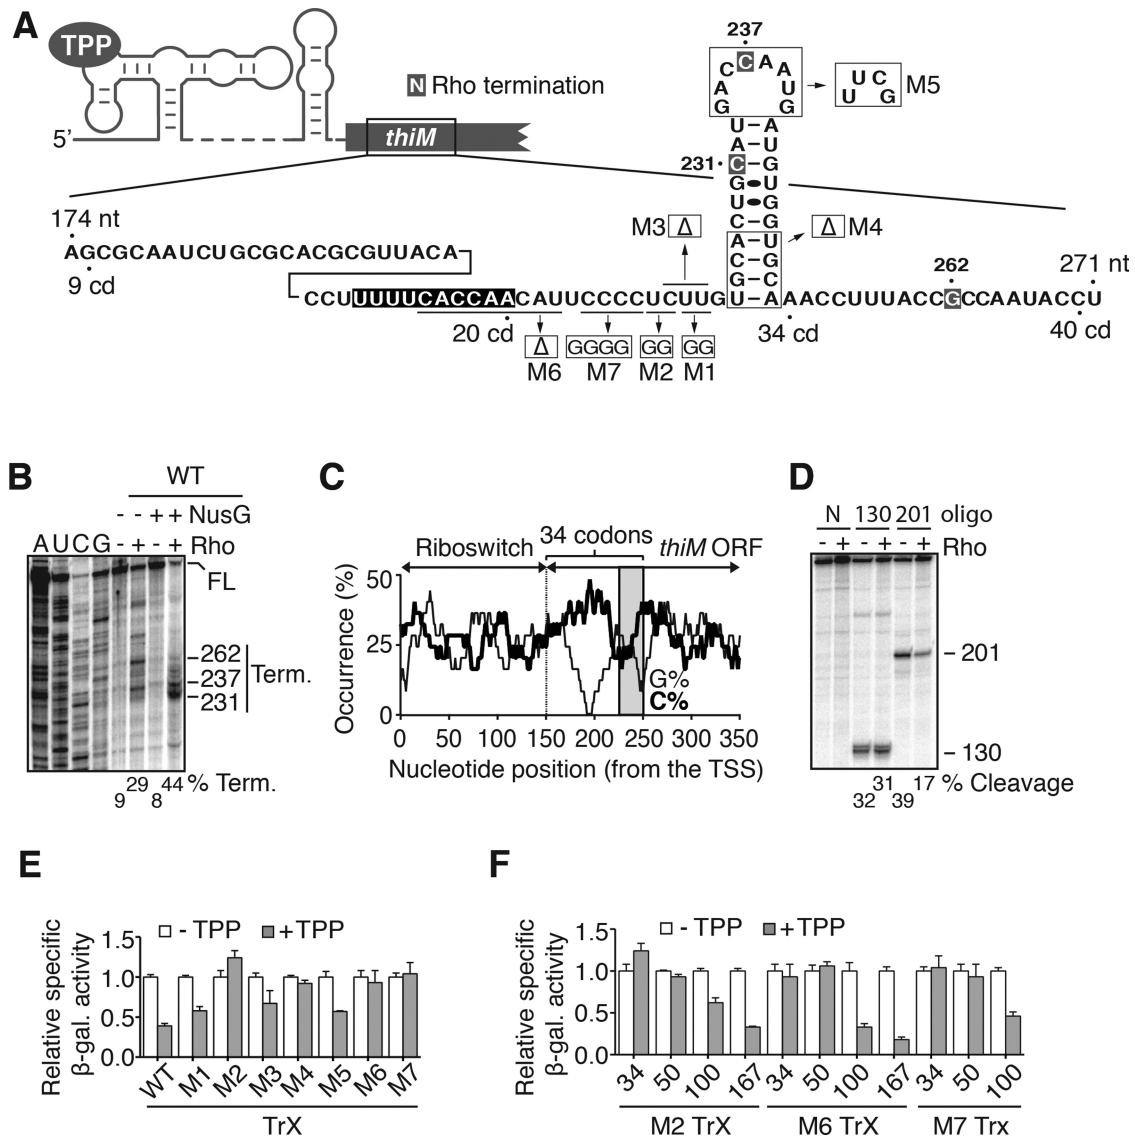 A
TPP
N Rho termination
5'
thiM
237
C C A A
A U
G G
U C
U G
M5
U–A
A–U
231 C–G
G U
U G
C–G
A–U
C–G
G–C
U–A
M3 Δ
Δ M4
174 nt
AGCGCAAUCUGCGCACGCGUUACA
9 cd
262
271 nt
CCUUUUUCACCAACAUUCCCCUCUUGU AAACCUUUACCGCCAAUACCU
20 cd
34 cd
40 cd
Δ GGGG GG GG
M6 M7 M2 M1
B
WT
- - + + NusG
A U C G - + - + Rho
FL
262
237
231
Term.
29 44 % Term.
9 8
C
34 codons
Riboswitch thiM ORF
Occurrence (%)
50
25
0
G%
C%
0 50 100 150 200 250 300 350
Nucleotide position (from the TSS)
D
N 130 201 oligo
- + - + - + Rho
- 201
- 130
31 17 % Cleavage
32 39
E
Relative specific
β-gal. activity
- TPP + TPP
1.5
1.0
0.5
0.0
WT M1 M2 M3 M4 M5 M6 M7
TrX
F
Relative specific
β-gal. activity
- TPP + TPP
1.5
1.0
0.5
0.0
34 50 100 167 34 50 100 167 34 50 100
M2 TrX M6 TrX M7 Trx